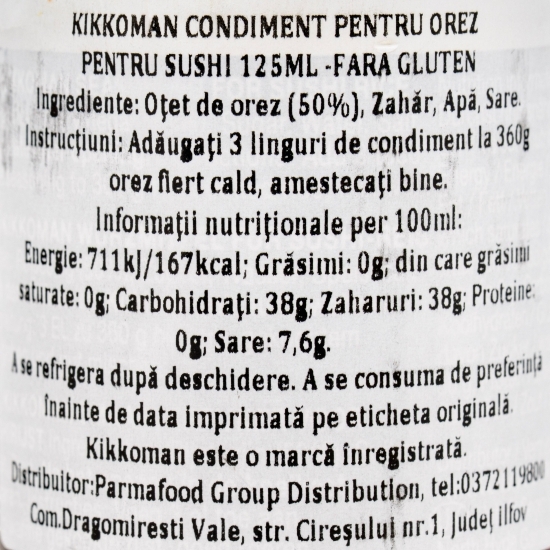 KIKKOMAN CONDIMENT PENTRU OREZ
PENTRU SUSHI 125ML -FARA GLUTEN
Ingrediente: Oțet de orez (50%), Zahăr, Apă, Sare.
Instrucțiuni: Adăugați 3 linguri de condiment la 360g
orez fiert cald, amestecați bine.
Informații nutriționale per 100ml:
Energie: 711kJ/167kcal; Grăsimi: 0g; din care grăsimi
saturate: 0g; Carbohidrați: 38g; Zaharuri: 38g; Proteine:
0g; Sare: 7,6g.
A se refrigera după deschidere. A se consuma de preferință
înainte de data imprimată pe eticheta originală.
Kikkoman este o marcă înregistrată.
Distribuitor:Parmafood Group Distribution, tel:0372119800
Com.Dragomiresti Vale, str. Cireșului nr.1, Județ ilfov